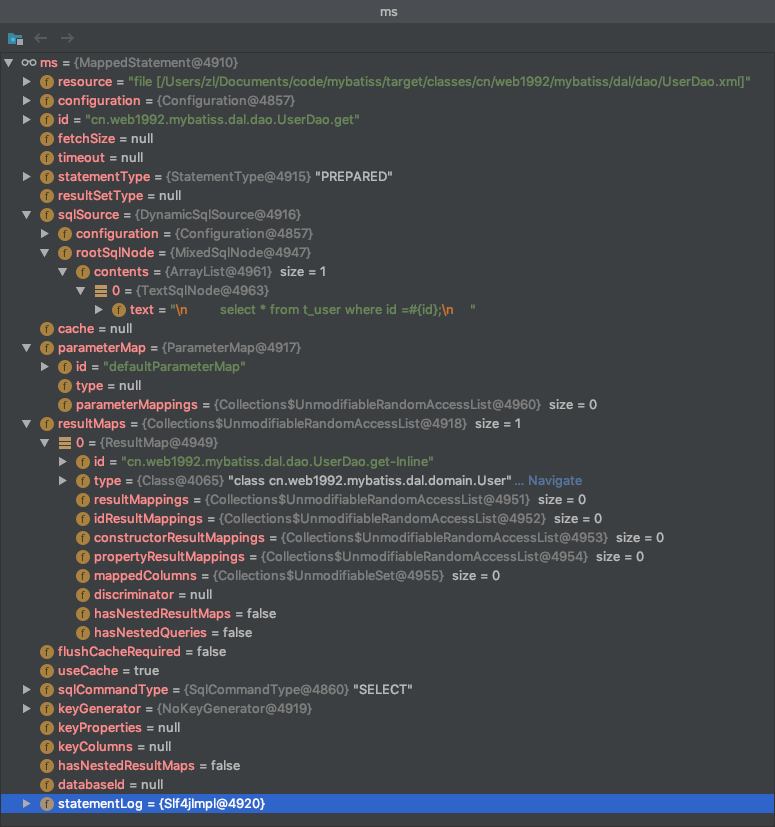 ms
ms = {MappedStatement@4910}
resource = "file [/Users/zl/Documents/code/mybatiss/target/classes/cn/web1992/mybatiss/dal/dao/UserDao.xml]"
configuration = {Configuration@4857}
id = "cn.web1992.mybatiss.dal.dao.UserDao.get"
fetchSize = null
timeout = null
statementType = {StatementType@4915} "PREPARED"
resultSetType = null
sqlSource = {DynamicSqlSource@4916}
configuration = {Configuration@4857}
rootSqlNode = {MixedSqlNode@4947}
contents = {ArrayList@4961} size = 1
0 = {TextSqlNode@4963}
text = "\n select * from t_user where id =#{id};\n "
cache = null
parameterMap = {ParameterMap@4917}
id = "defaultParameterMap"
type = null
parameterMappings = {Collections$UnmodifiableRandomAccessList@4960} size = 0
resultMaps = {Collections$UnmodifiableRandomAccessList@4918} size = 1
0 = {ResultMap@4949}
id = "cn.web1992.mybatiss.dal.dao.UserDao.get-Inline"
type = {Class@4065} "class cn.web1992.mybatiss.dal.domain.User" ... Navigate
resultMappings = {Collections$UnmodifiableRandomAccessList@4951} size = 0
idResultMappings = {Collections$UnmodifiableRandomAccessList@4952} size = 0
constructorResultMappings = {Collections$UnmodifiableRandomAccessList@4953} size = 0
propertyResultMappings = {Collections$UnmodifiableRandomAccessList@4954} size = 0
mappedColumns = {Collections$UnmodifiableSet@4955} size = 0
discriminator = null
hasNestedResultMaps = false
hasNestedQueries = false
flushCacheRequired = false
useCache = true
sqlCommandType = {SqlCommandType@4860} "SELECT"
keyGenerator = {NoKeyGenerator@4919}
keyProperties = null
keyColumns = null
hasNestedResultMaps = false
databaseId = null
statementLog = {Slf4jImpl@4920}